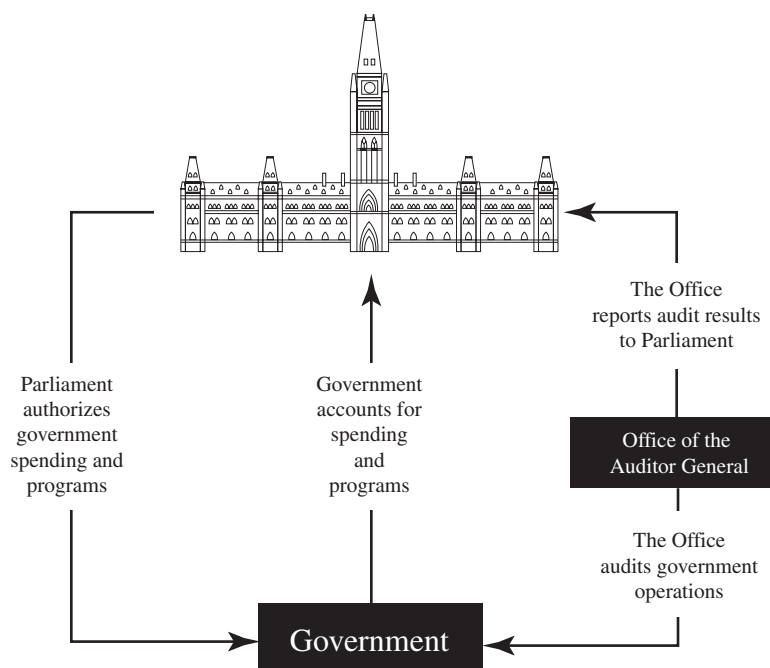 The Office
reports audit results
to Parliament
Parliament
authorizes
government
spending and
programs
Government
accounts for
spending
and
programs
Office of the
Auditor General
The Office
audits government
operations
Government